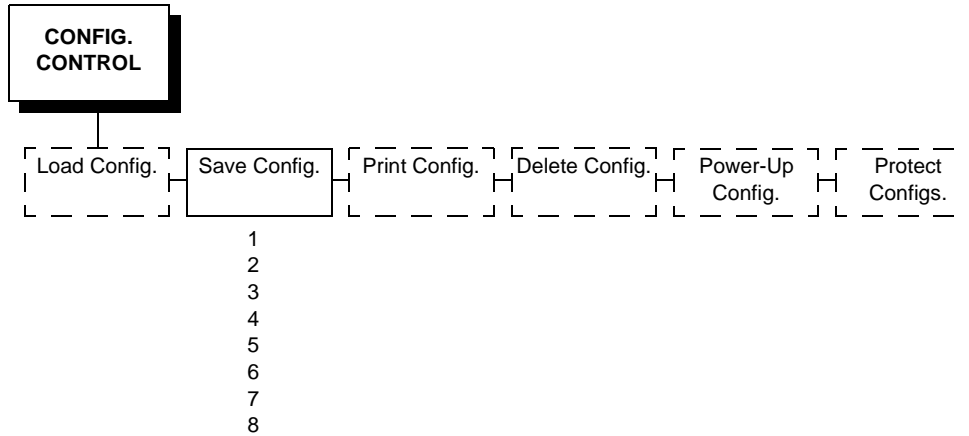 CONFIG.
CONTROL
Load Config.
Save Config.
Print Config.
Delete Config.
Power-Up
Config.
Protect
Configs.
1
2
3
4
5
6
7
8